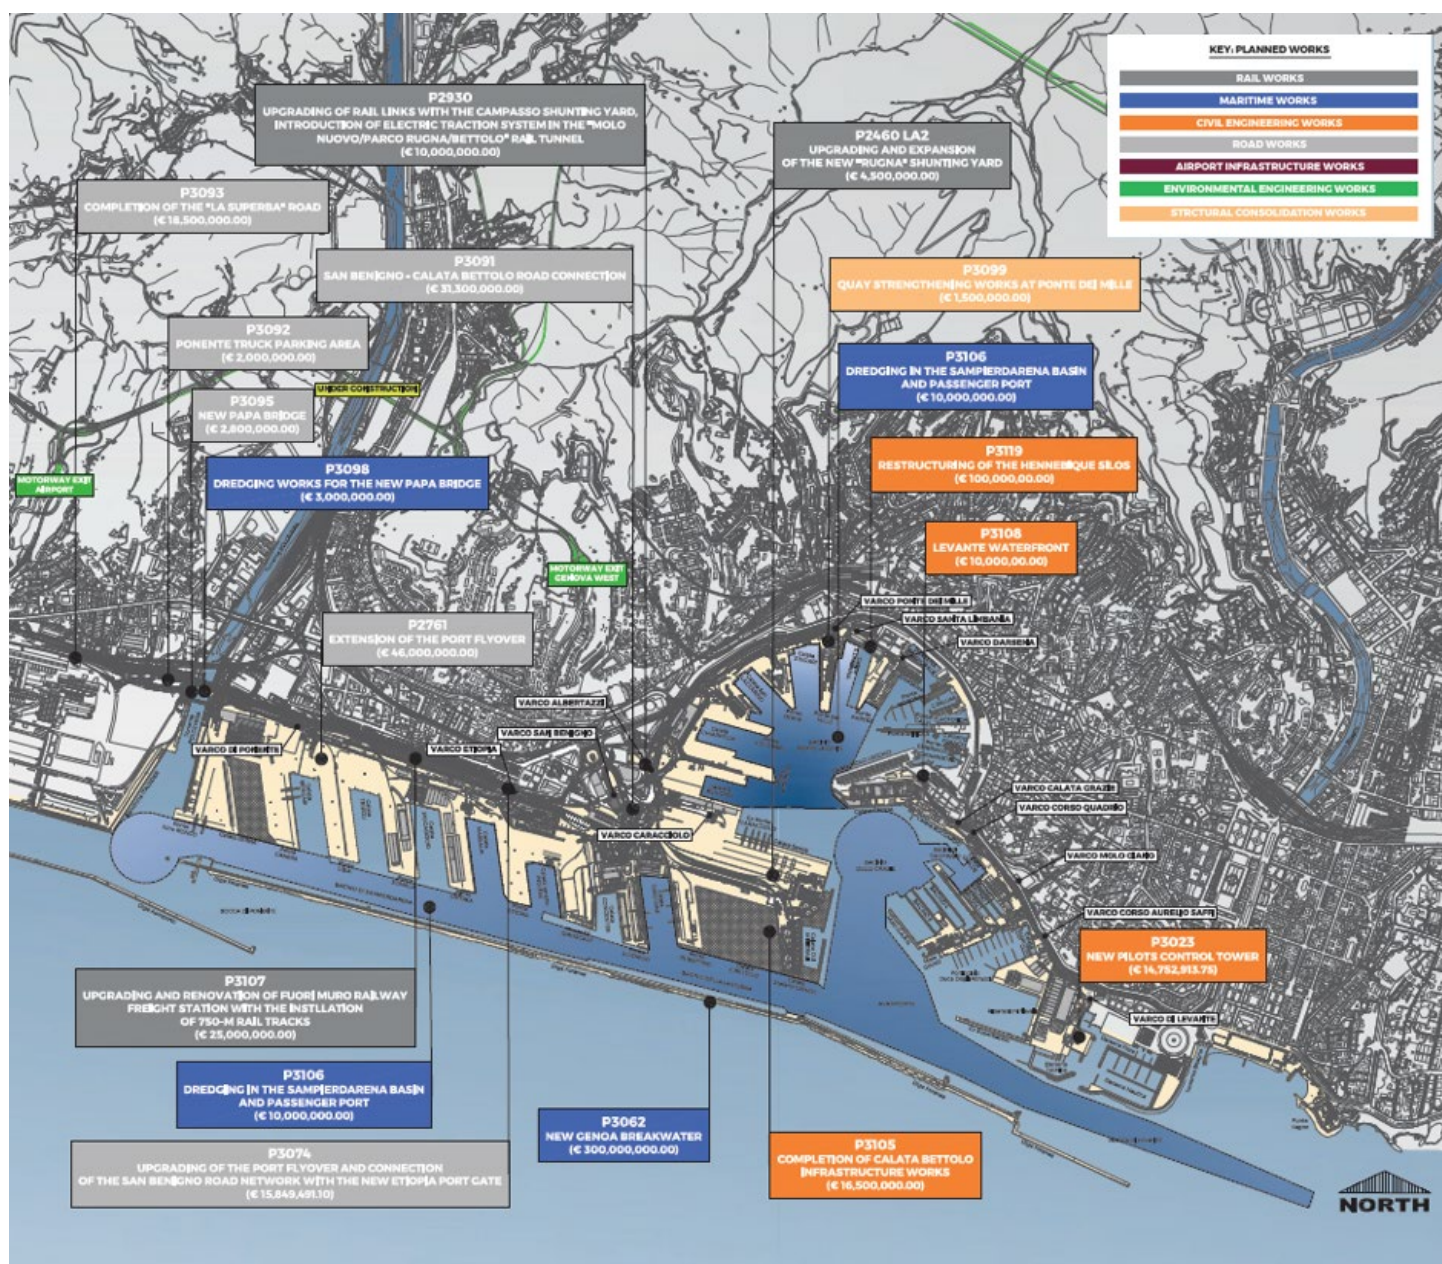 KEY: PLANNED WORKS
RAIL WORKS
MARITIME WORKS
CIVIL ENGINEERING WORKS
ROAD WORKS
AIRPORT INFRASTRUCTURE WORKS
ENVIRONMENTAL ENGINEERING WORKS
STRCTURAL CONSOLIDATION WORKS
P2930
UPGRADING OF RAIL LINKS WITH THE CAMPASSO SHUNTING YARD,
INTRODUCTION OF ELECTRIC TRACTION SYSTEM IN THE "MOLO
NUOVO/PARCO RUGNA/BETTOLO" RAIL TUNNEL
(€ 10,000,000.00)
P2460 LA2
UPGRADING AND EXPANSION
OF THE NEW "RUGNA" SHUNTING YARD
(€ 4,500,000.00)
P3093
COMPLETION OF THE "LA SUPERBA" ROAD
(€ 18,500,000.00)
P3091
SAN BENIGNO - CALATA BETTOLO ROAD CONNECTION
(€ 31,300,000.00)
P3099
QUAY STRENGTHENING WORKS AT PONTE DEI MILLE
(€ 1,500,000.00)
P3092
PONENTE TRUCK PARKING AREA
(€ 2,000,000.00)
P3106
DREDGING IN THE SAMPIERDARENA BASIN
AND PASSENGER PORT
(€ 10,000,000.00)
UNDER CONSTRUCTION
P3095
NEW PAPA BRIDGE
(€ 2,800,000.00)
P3119
RESTRUCTURING OF THE HENNEBIQUE SILOS
(€ 100,000,00.00)
P3098
DREDGING WORKS FOR THE NEW PAPA BRIDGE
(€ 3,000,000.00)
MOTORWAY EXIT
AIRPORT
P3108
LEVANTE WATERFRONT
(€ 10,000,00.00)
MOTORWAY EXIT
GENOVA WEST
VARCO PONTE DEI MILLE
VARCO SANTA LIMBANIA
VARCO DARSENA
P2761
EXTENSION OF THE PORT FLYOVER
(€ 46,000,000.00)
VARCO ALBERTAZZI
VARCO SAN BENIGNO
VARCO DI PONENTE
VARCO ETIOPIA
VARCO CALATA GRAZIE
VARCO CORSO QUADRIO
VARCO CARACCIOLO
VARCO MOLO GIANO
VARCO CORSO AURELIO SAFFI
P3023
NEW PILOTS CONTROL TOWER
(€ 14,752,913.75)
VARCO DI LEVANTE
P3107
UPGRADING AND RENOVATION OF FUORI MURO RAILWAY
FREIGHT STATION WITH THE INSTLLATION
OF 750-M RAIL TRACKS
(€ 25,000,000.00)
P3106
DREDGING IN THE SAMPIERDARENA BASIN
AND PASSENGER PORT
(€ 10,000,000.00)
P3062
NEW GENOA BREAKWATER
(€ 300,000,000.00)
P3105
COMPLETION OF CALATA BETTOLO
INFRASTRUCTURE WORKS
(€ 16,500,000.00)
P3074
UPGRADING OF THE PORT FLYOVER AND CONNECTION
OF THE SAN BENIGNO ROAD NETWORK WITH THE NEW ETIOPIA PORT GATE
(€ 15,849,491.10)
NORTH